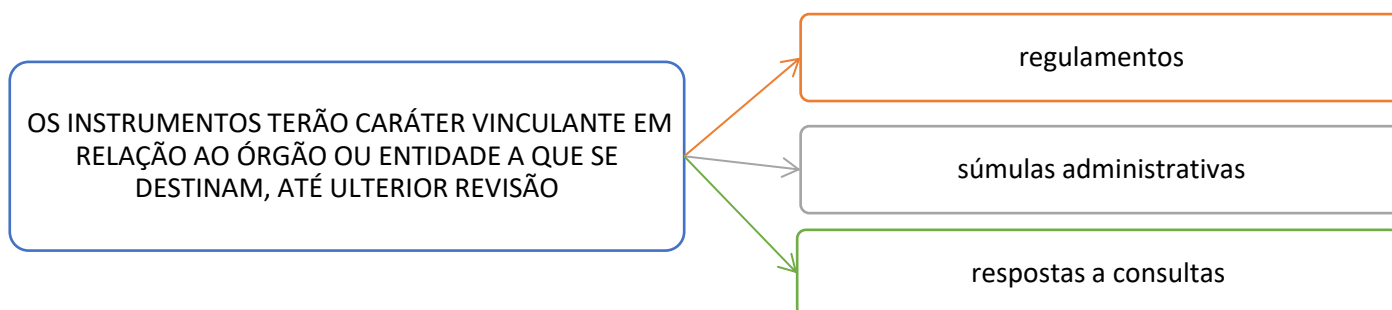 OS INSTRUMENTOS TERÃO CARÁTER VINCULANTE EM
RELAÇÃO AO ÓRGÃO OU ENTIDADE A QUE SE
DESTINAM, ATÉ ULTERIOR REVISÃO
regulamentos
súmulas administrativas
respostas a consultas